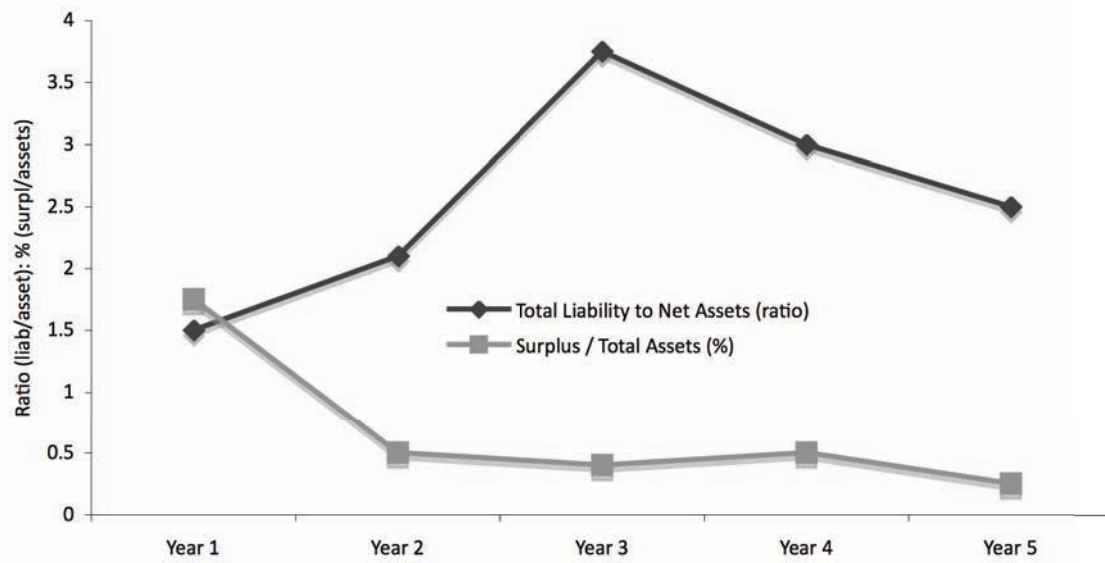 Ratio (liab/asset): % (surpl/assets)
4
3.5
3
2.5
2
1.5
1
0.5
0
Total Liability to Net Assets (ratio)
Surplus / Total Assets (%)
Year 1
Year 2
Year 3
Year 4
Year 5